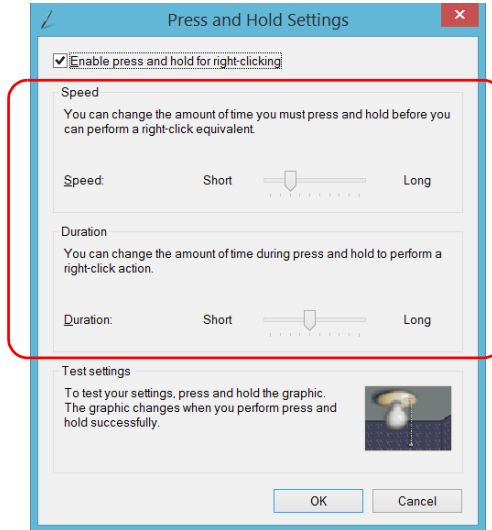 Press and Hold Settings
Enable press and hold for right-clicking
Speed
You can change the amount of time you must press and hold before you
can perform a right-click equivalent.
Speed: Short Long
Duration
You can change the amount of time during press and hold to perform a
right-click action.
Duration: Short Long
Test settings
To test your settings, press and hold the graphic.
The graphic changes when you perform press and
hold successfully.
OK Cancel